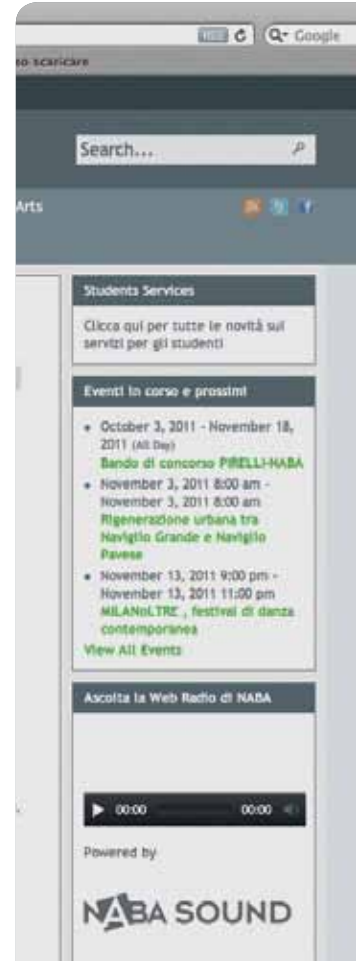 Google
no scaricare
Search...
Arts
Students Services
Clicca qui per tutte le novità sui
servizi per gli studenti
Eventi in corso e prossimi
October 3, 2011 - November 18,
2011 (All Day)
Bando di concorso PIRELLI-NABA
November 3, 2011 8:00 am -
November 3, 2011 8:00 am
Rigenerazione urbana tra
Naviglio Grande e Naviglio
Pavese
November 13, 2011 9:00 pm -
November 13, 2011 11:00 pm
MILANoLTRE , festival di danza
contemporanea
View All Events
Ascolta la Web Radio di NABA
00:00 00:00
Powered by
NABA SOUND